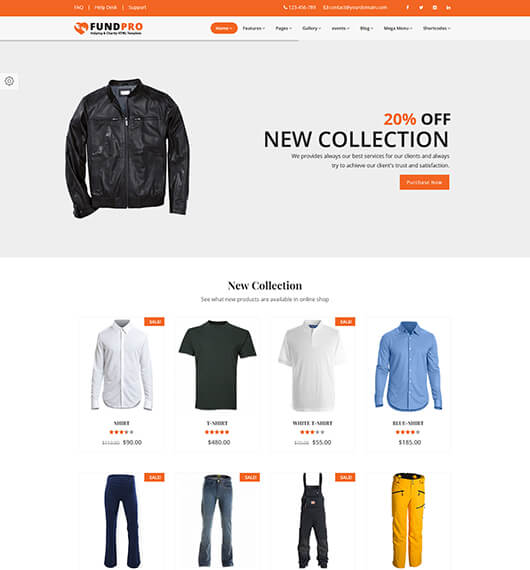 FAQ | Help Desk | Support
123-456-789 contact@yourdomain.com
FUNDPRO
Helping & Charity HTML Template
Home Features Pages Gallery events Blog Mega Menu Shortcodes
20% OFF
NEW COLLECTION
We provides always our best services for our clients and always
try to achieve our client's trust and satisfaction.
Purchase Now
New Collection
See what new products are available in online shop
SALE! SALE!
SHIRT T-SHIRT WHITE T-SHIRT BLUE-SHIRT
$90.00 $480.00 $55.00 $185.00
SALE! SALE! SALE!